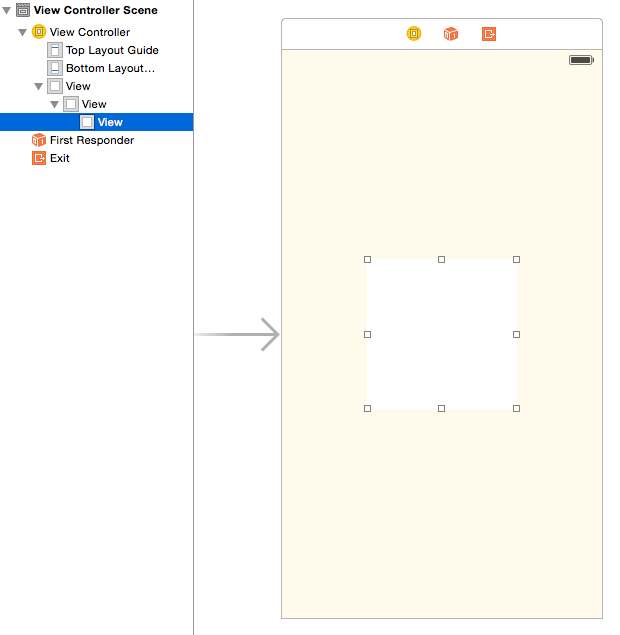 View Controller Scene
View Controller
Top Layout Guide
Bottom Layout…
View
View
View
First Responder
Exit